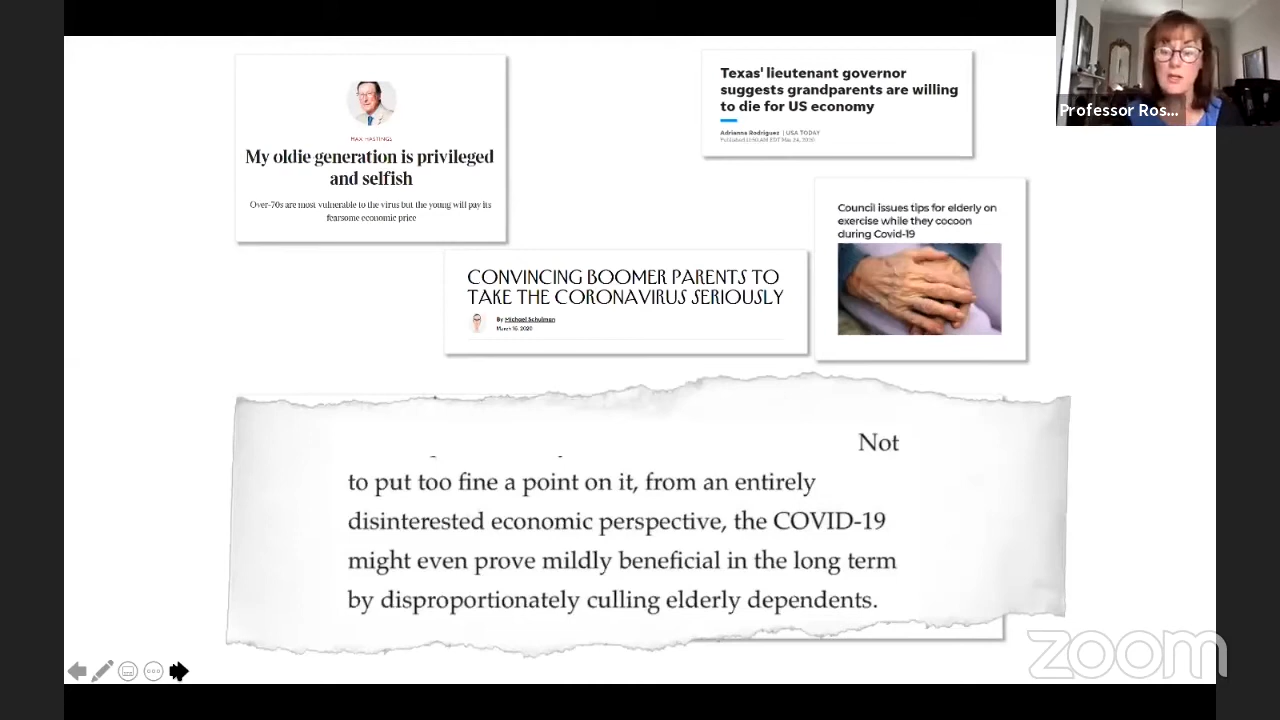 MAX HASTINGS
My oldie generation is privileged
and selfish
Over-70s are most vulnerable to the virus but the young will pay its
fearsome economic price
Texas' lieutenant governor
suggests grandparents are willing
to die for US economy
Adrianna Rodriguez | USA TODAY
Professor Ros...
Council issues tips for elderly on
exercise while they cocoon
during Covid-19
CONVINCING BOOMER PARENTS TO
TAKE THE CORONAVIRUS SERIOUSLY
By Michael Schulman
March 16, 2020
Not
to put too fine a point on it, from an entirely
disinterested economic perspective, the COVID-19
might even prove mildly beneficial in the long term
by disproportionately culling elderly dependents.
zoom